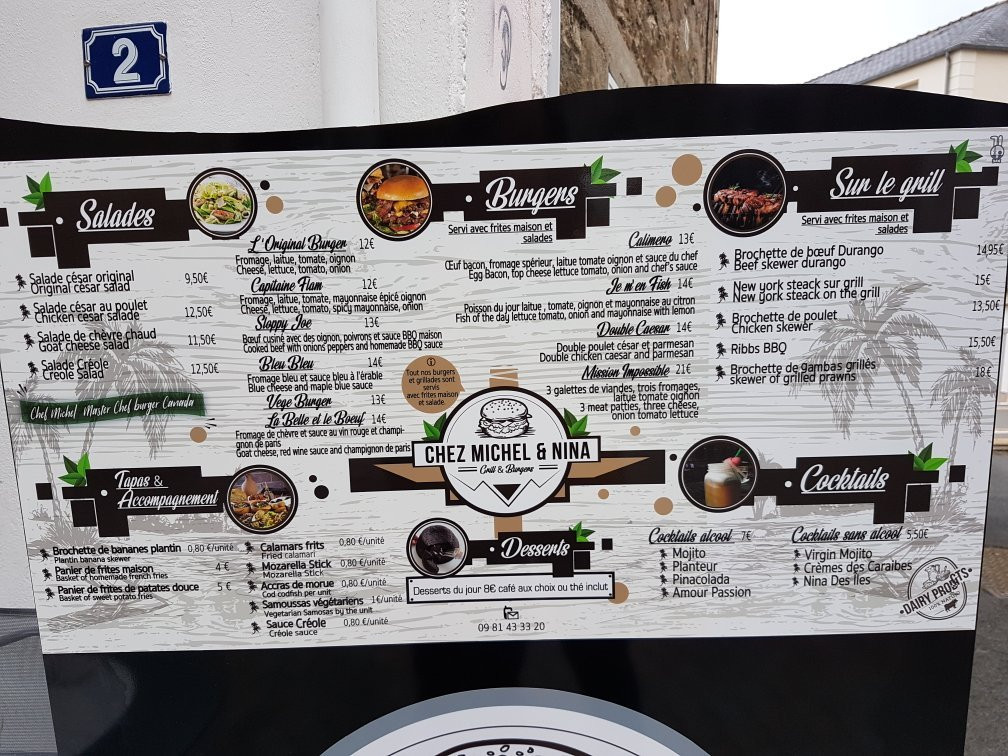 2
Salades
Salade césar original
Original césar salad
9,50€
Salade césar au poulet
Chicken césar salade
12,50€
Salade de chèvre chaud
Goat cheese salad
11,50€
Salade Créole
Creole Salad
12,50€
Chef Michel Master Chef burger Canada
Burgers
Servi avec frites maison et
salades
L'Original Burger 12€
Fromage, laitue, tomate, oignon
Cheese, lettuce, tomato, onion
Capitaine Flam 12€
Fromage, laitue, tomate, mayonnaise épicé oignon
Cheese, lettuce, tomato, spicy mayonnaise, onion
Sloppy Joe 13€
Bœuf cusiné avec des oignon, poivrons et sauce BBQ maison
Cooked beef with onions peppers and homemade BBQ sauce
Bleu Bleu 14€
Fromage bleu et sauce bleu à l'érable
Blue cheese and maple blue sauce
Vege Burger 13€
La Belle et le Boeuf 14€
Fromage de chèvre et sauce au vin rouge et champi-
gnon de paris
Goat cheese, red wine sauce and champignon de paris
Calimero 13€
Œuf bacon, fromage spérieur, laitue tomate oignon et sauce du chef
Egg Bacon, top cheese lettuce tomato, onion and chef's sauce
Je m'en Fish 14€
Poisson du jour laitue , tomate, oignon et mayonnaise au citron
Fish of the day lettuce tomato, onion and mayonnaise with lemon
Double Caesar 14€
Double poulet césar et parmesan
Double chicken caesar and parmesan
Mission Impossible 21€
3 galettes de viandes, trois fromages,
laitue tomate oignon
3 meat patties, three cheese,
onion tomato lettuce
Tout nos burgers
et grillades sont
servis
avec frites maison
et salade.
Sur le grill
Servi avec frites maison et
salades
Brochette de bœuf Durango
Beef skewer durango
14,95€
New york steack sur grill
New york steack on the grill
15€
Brochette de poulet
Chicken skewer
13,50€
Ribbs BBQ
15,50€
Brochette de Gambas grillés
skewer of grilled prawns
18€
CHEZ MICHEL & NINA
Grill & Burgers
Tapas &
Accompagnement
Brochette de bananes plantin 0,80 €/unité
Plantin banana skewer
Panier de frites maison 4 €
Basket of homemade french fries
Panier de frites de patates douce 5 €
Basket of sweet potato fries
Calamars frits 0,80 €/unité
Fried calamari
Mozarella Stick 0,80 €/unité
Mozarella Stick
Accras de morue 0,80 €/unité
Cod codfish per unit
Samoussas végétariens 1€/unité
Vegetarian Samosas by the unit
Sauce Créole 0,80 €/unité
Créole sauce
Desserts
Desserts du jour 8€ café aux choix ou thé inclut
09 81 43 33 20
Cocktails
Cocktails alcool 7€
Mojito
Planteur
Pinacolada
Amour Passion
Cocktails sans alcool 5,50€
Virgin Mojito
Crèmes des Caraibes
Nina Des Iles
DAIRY PRODUCTS